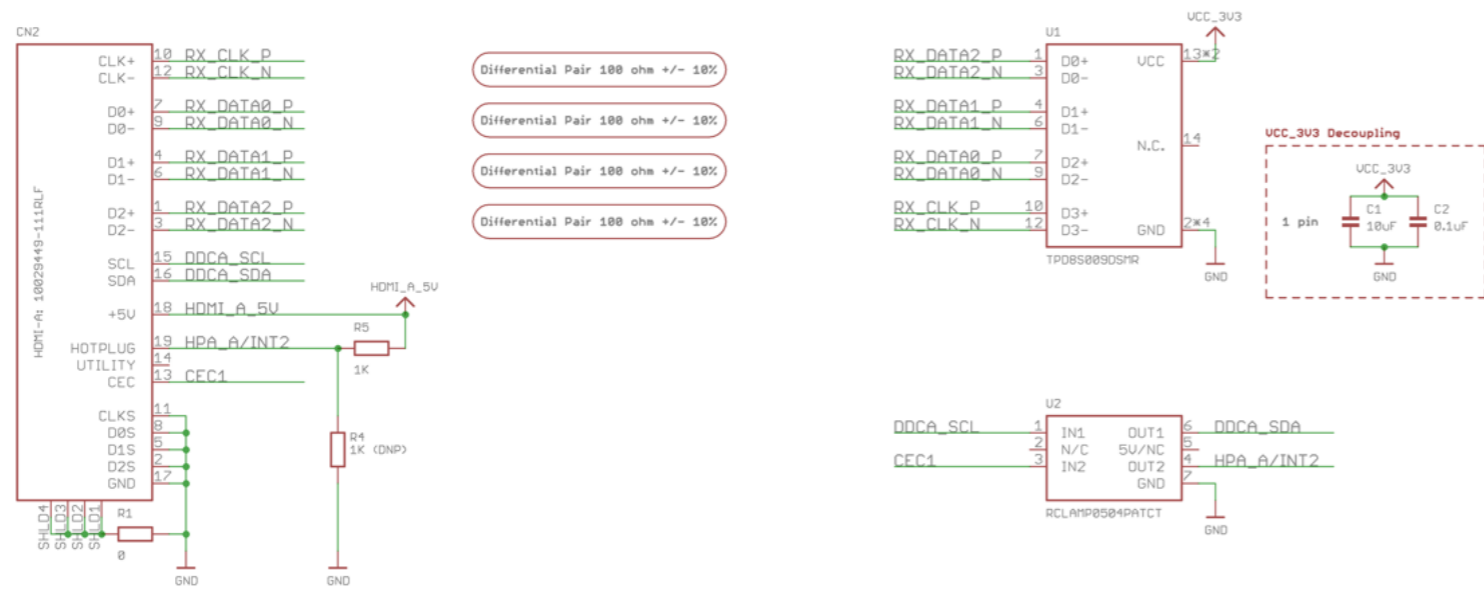 CN2
HDMI-A: 10029449-111RLF
CLK+ 10 RX_CLK_P
CLK- 12 RX_CLK_N
D0+ 7 RX_DATA0_P
D0- 9 RX_DATA0_N
D1+ 4 RX_DATA1_P
D1- 6 RX_DATA1_N
D2+ 1 RX_DATA2_P
D2- 3 RX_DATA2_N
SCL 15 DDCA_SCL
SDA 16 DDCA_SDA
+5V 18 HDMI_A_5V
HOTPLUG 19 HPA_A/INT2
UTILITY 14
CEC 13 CEC1
CLKS 11
D0S 8
D1S 5
D2S 2
GND 17
SHLD4
SHLD3
SHLD2
SHLD1
R1
0
GND
HDMI_A_5V
R5
1K
R4
1K (DNP)
GND
Differential Pair 100 ohm +/- 10%
Differential Pair 100 ohm +/- 10%
Differential Pair 100 ohm +/- 10%
Differential Pair 100 ohm +/- 10%
VCC_3V3
U1
RX_DATA2_P 1 D0+ VCC 13*2
RX_DATA2_N 3 D0-
RX_DATA1_P 4 D1+
RX_DATA1_N 6 D1-
N.C. 14
RX_DATA0_P 7 D2+
RX_DATA0_N 9 D2-
RX_CLK_P 10 D3+
RX_CLK_N 12 D3- GND 2*4
TPD8S009DSMR
GND
VCC_3V3 Decoupling
VCC_3V3
1 pin
C1
10uF
C2
0.1uF
GND
U2
DDCA_SCL 1 IN1 OUT1 6 DDCA_SDA
2 N/C 5V/NC 5
CEC1 3 IN2 OUT2 4 HPA_A/INT2
GND 7
RCLAMP0504PATCT
GND